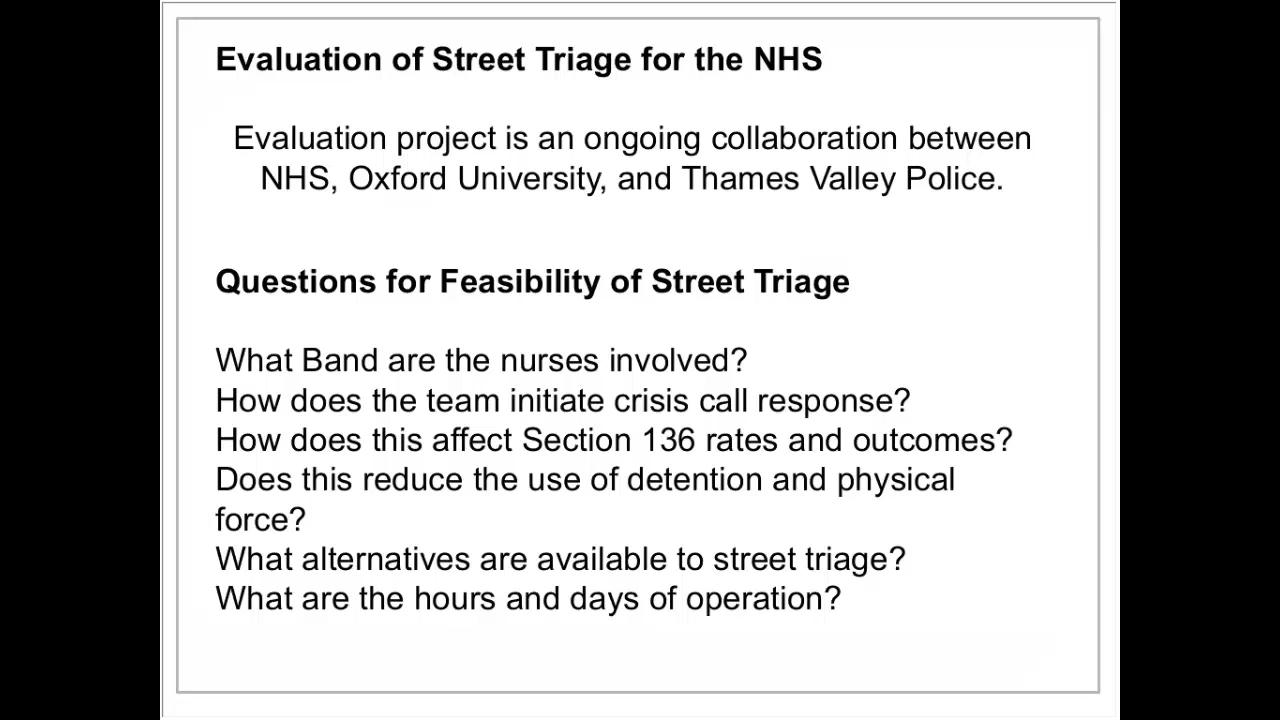 Evaluation of Street Triage for the NHS
Evaluation project is an ongoing collaboration between
NHS, Oxford University, and Thames Valley Police.
Questions for Feasibility of Street Triage
What Band are the nurses involved?
How does the team initiate crisis call response?
How does this affect Section 136 rates and outcomes?
Does this reduce the use of detention and physical
force?
What alternatives are available to street triage?
What are the hours and days of operation?